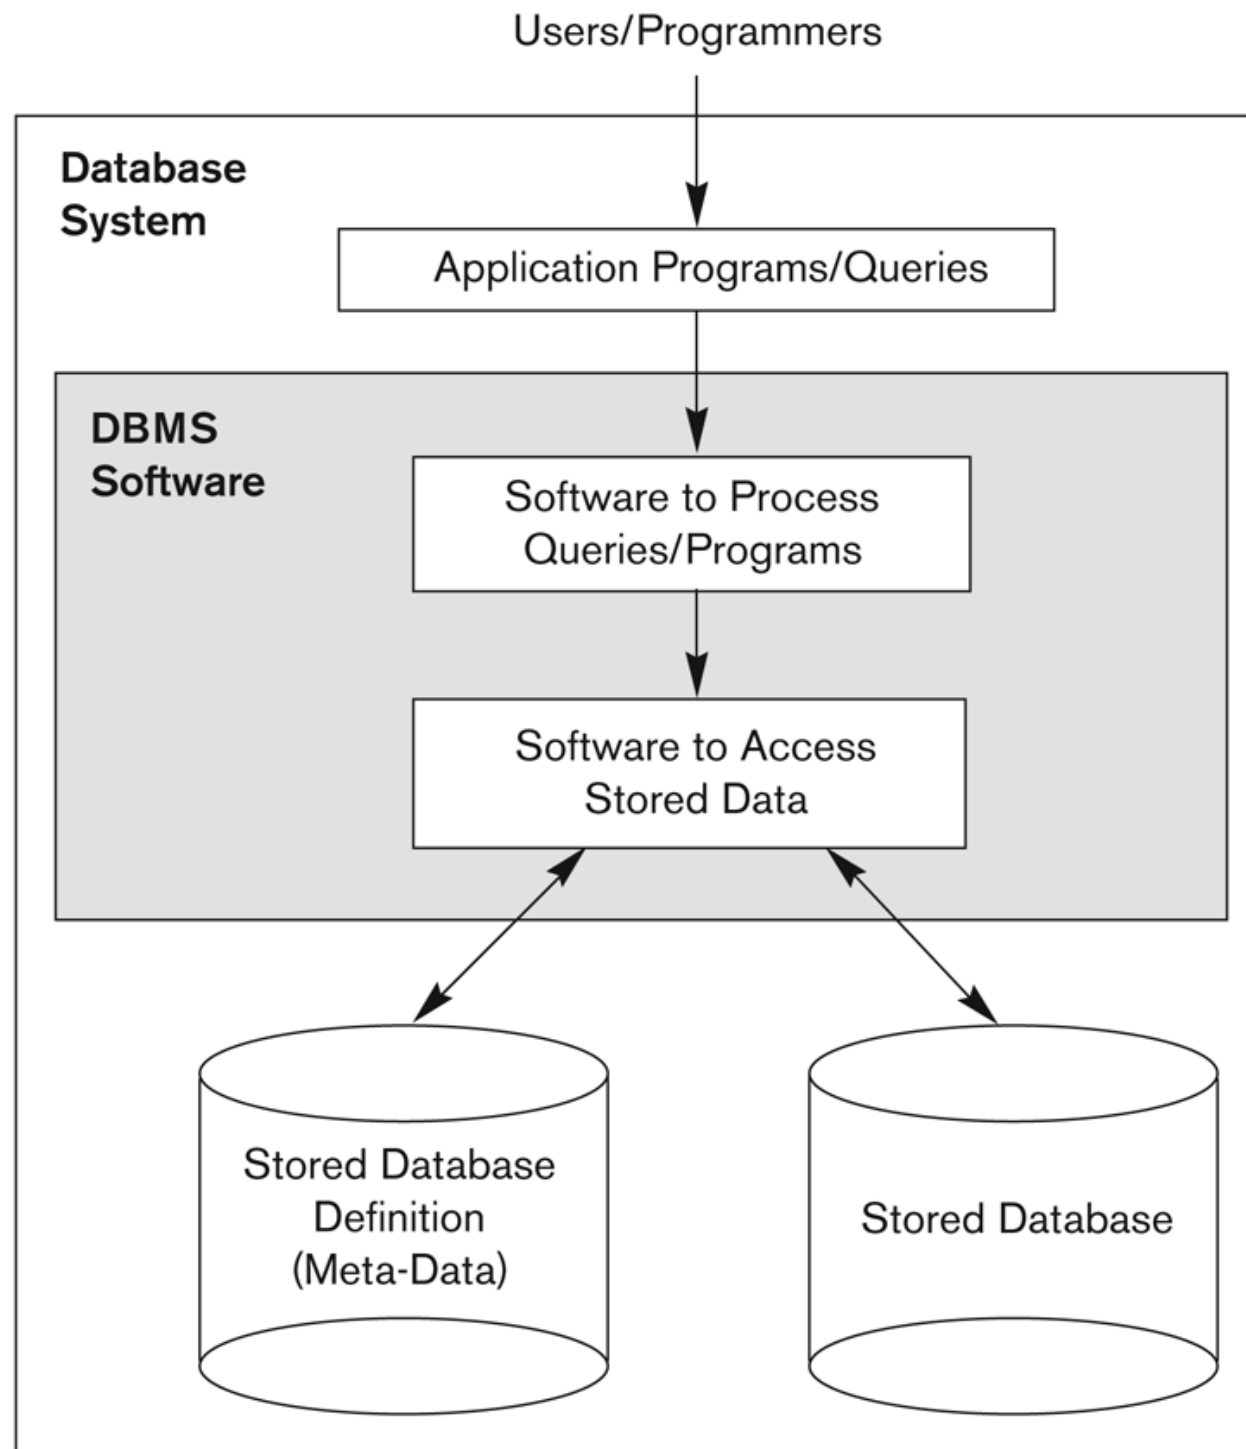 Users/Programmers
Database
System
Application Programs/Queries
DBMS
Software
Software to Process
Queries/Programs
Software to Access
Stored Data
Stored Database
Definition
(Meta-Data)
Stored Database